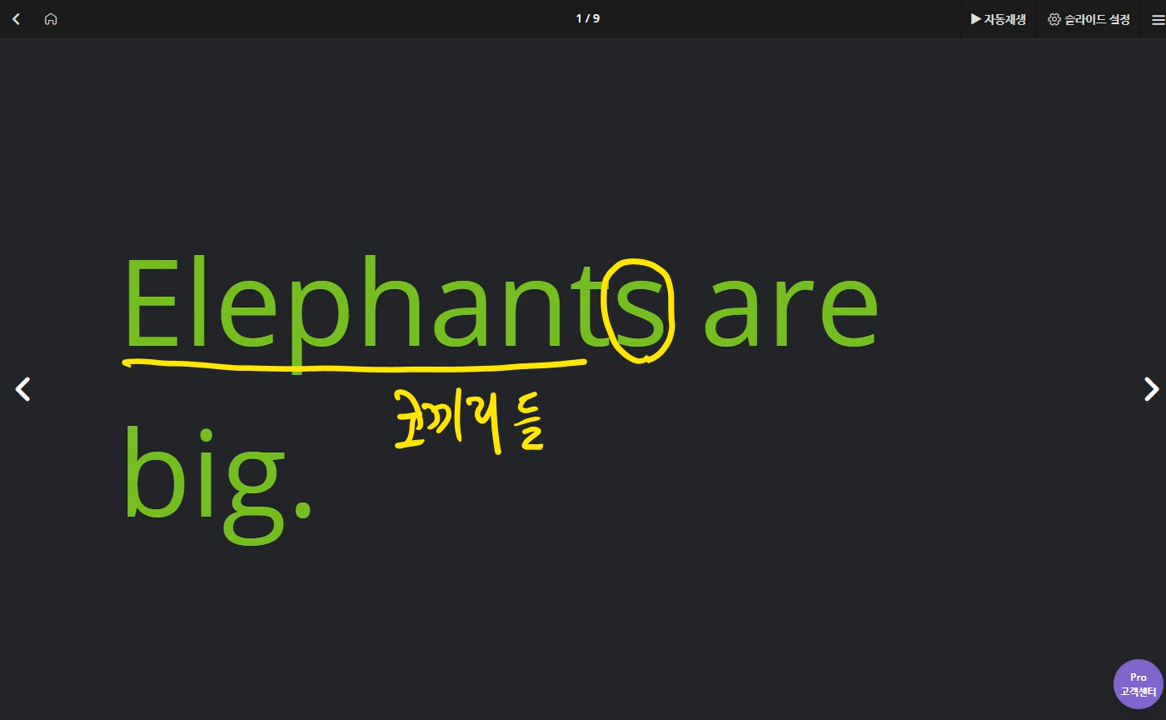 1 / 9
자동재생
슬라이드 설정
Elephants are
코끼리들
big.
Pro
고객센터